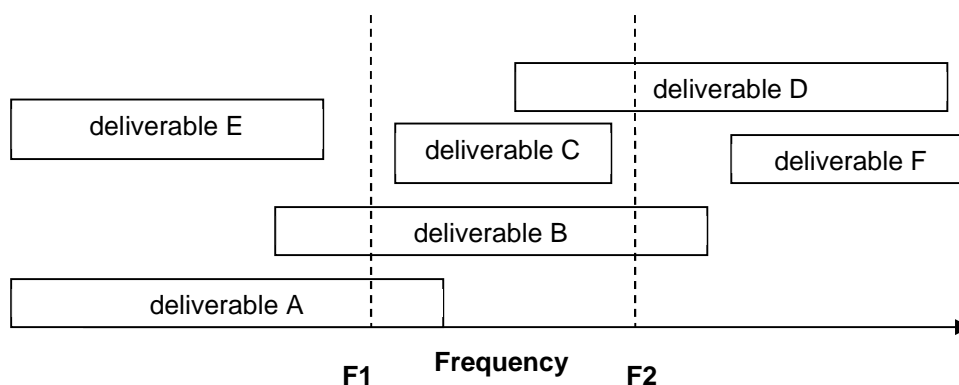 deliverable D
deliverable E
deliverable C
deliverable F
deliverable B
deliverable A
F1
Frequency
F2